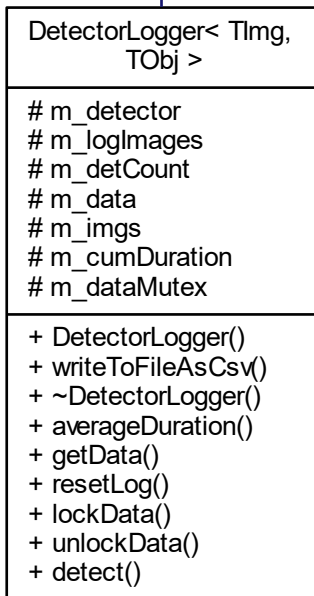 DetectorLogger< TImg,
TObj >
# m_detector
# m_logImages
# m_detCount
# m_data
# m_imgs
# m_cumDuration
# m_dataMutex
+ DetectorLogger()
+ writeToFileAsCsv()
+ ~DetectorLogger()
+ averageDuration()
+ getData()
+ resetLog()
+ lockData()
+ unlockData()
+ detect()